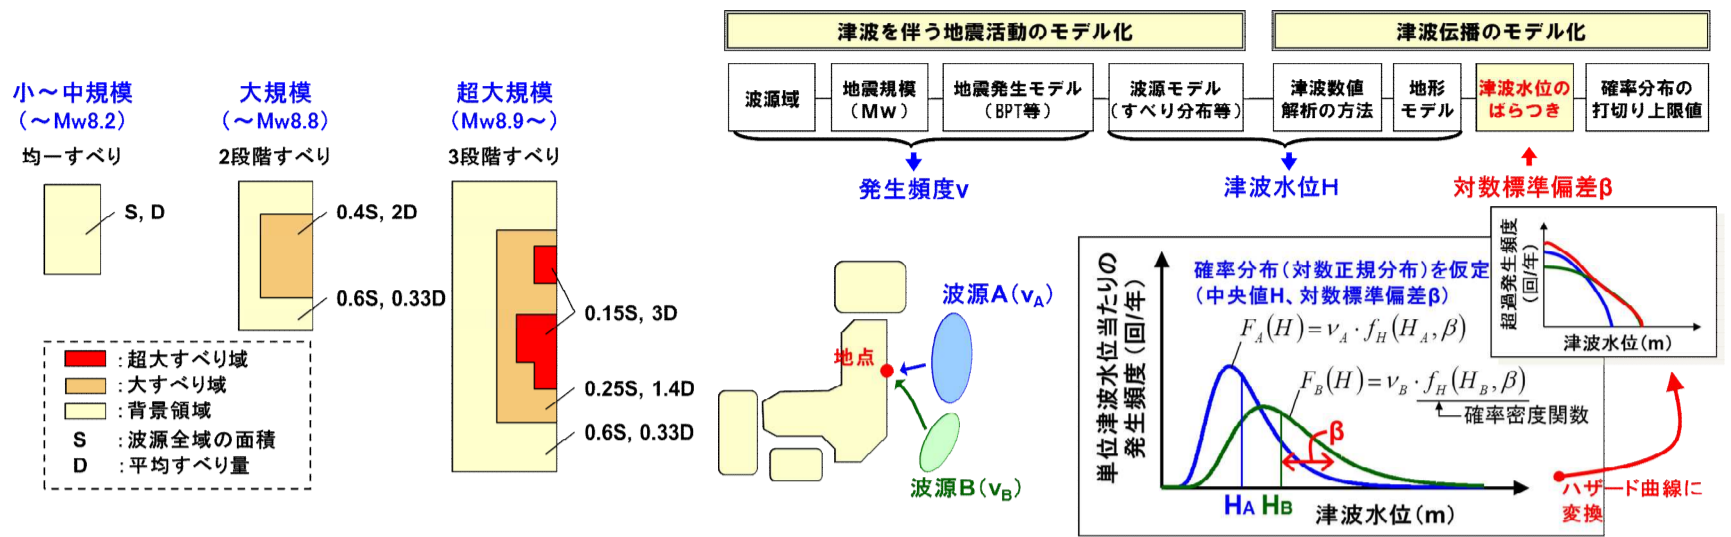 小～中規模
（～Mw8.2）
均一すべり
S, D
大規模
（～Mw8.8）
2段階すべり
0.4S, 2D
0.6S, 0.33D
超大規模
（Mw8.9～）
3段階すべり
0.15S, 3D
0.25S, 1.4D
0.6S, 0.33D
：超大すべり域
：大すべり域
：背景領域
S ：波源全域の面積
D ：平均すべり量
津波を伴う地震活動のモデル化
津波伝播のモデル化
波源域
地震規模
（Mw）
地震発生モデル
（BPT等）
波源モデル
（すべり分布等）
津波数値
解析の方法
地形
モデル
津波水位の
ばらつき
確率分布の
打切り上限値
発生頻度ν
津波水位H
対数標準偏差β
地点
波源A（νA）
波源B（νB）
単位津波水位当たりの
発生頻度（回/年）
確率分布（対数正規分布）を仮定
（中央値H、対数標準偏差β）
F_A(H)=ν_A・f_H(H_A,β)
F_B(H)=ν_B・f_H(H_B,β)
確率密度関数
β
HA HB
津波水位（m）
超過発生頻度
（回/年）
津波水位（m）
ハザード曲線に
変換